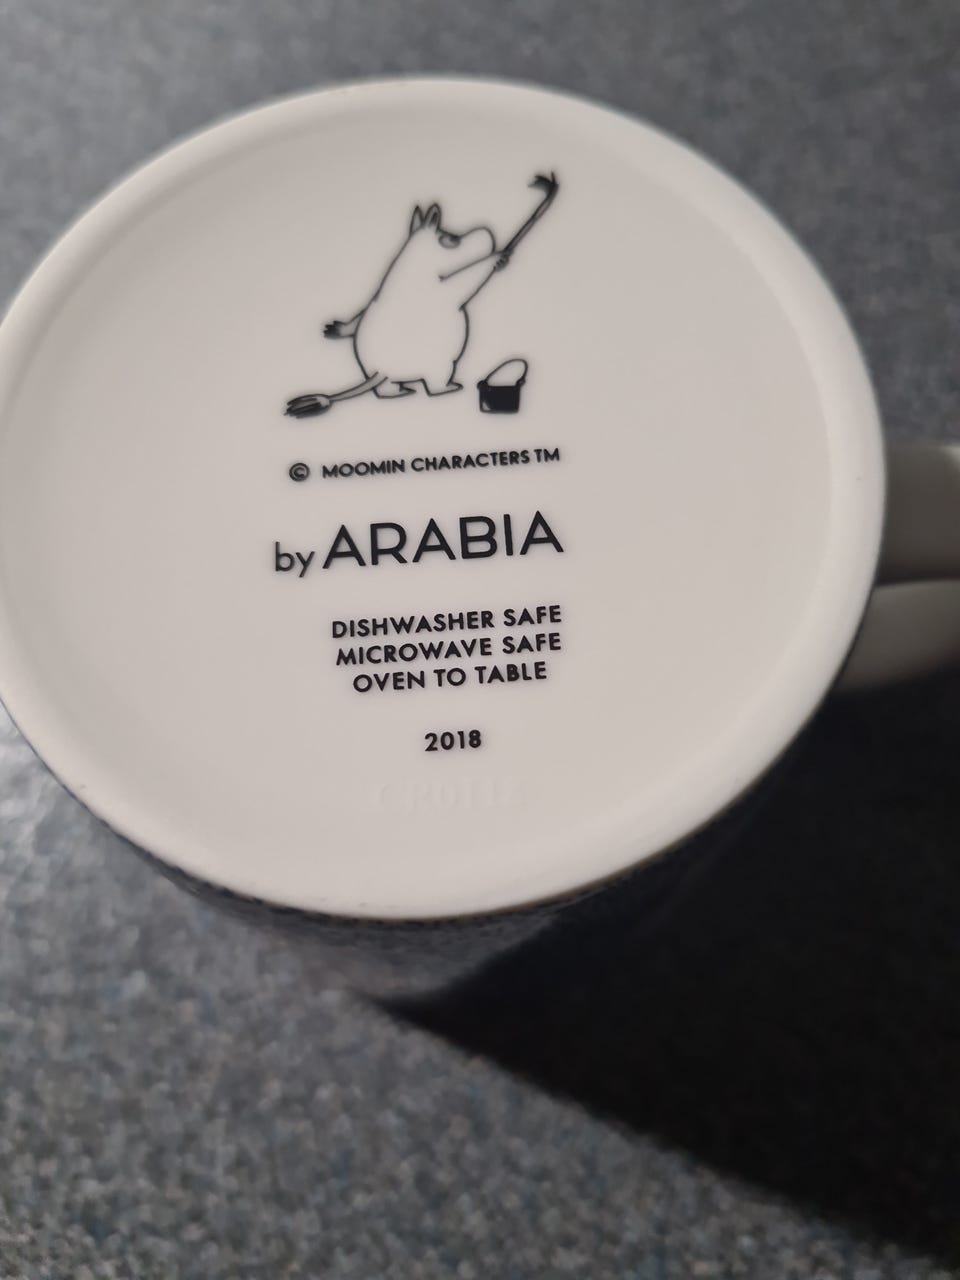 © MOOMIN CHARACTERS TM
by ARABIA
DISHWASHER SAFE
MICROWAVE SAFE
OVEN TO TABLE
2018